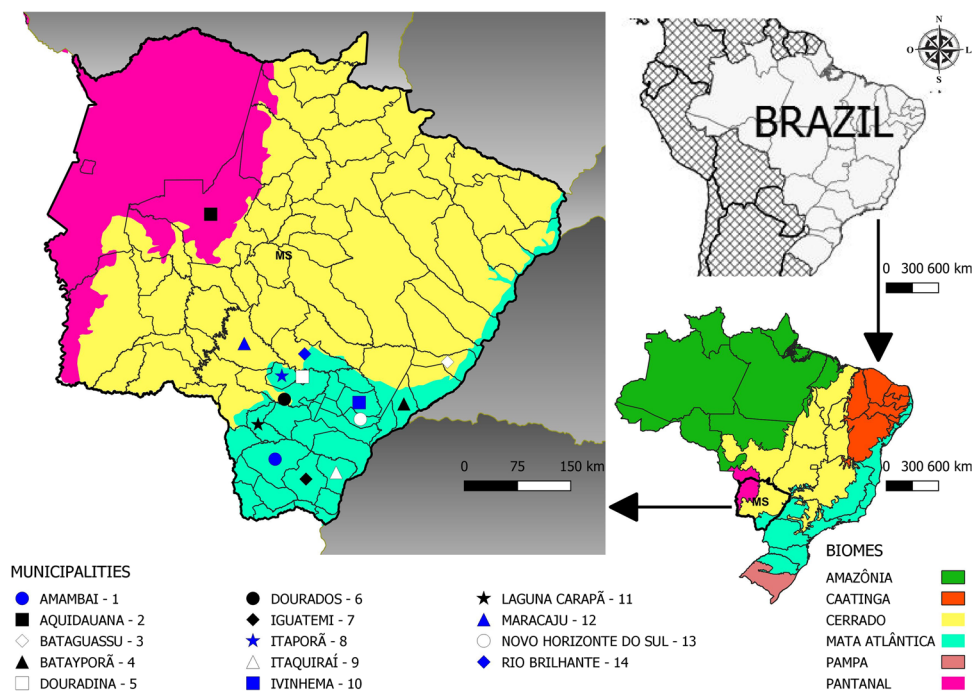 N
O
L
S
BRAZIL
MS
0 300 600 km
0 75 150 km
0 300 600 km
MS
MUNICIPALITIES
AMAMBAI - 1
AQUIDAUANA - 2
BATAGUASSU - 3
BATAYPORÃ - 4
DOURADINA - 5
DOURADOS - 6
IGUATEMI - 7
ITAPORÃ - 8
ITAQUIRAÍ - 9
IVINHEMA - 10
LAGUNA CARAPÃ - 11
MARACAJU - 12
NOVO HORIZONTE DO SUL - 13
RIO BRILHANTE - 14
BIOMES
AMAZÔNIA
CAATINGA
CERRADO
MATA ATLÂNTICA
PAMPA
PANTANAL